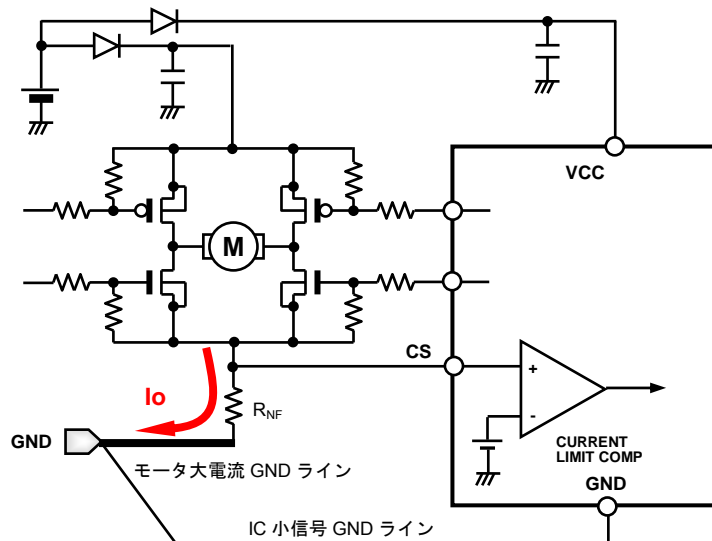 VCC
M
CS
+
-
Io
RNF
CURRENT
LIMIT COMP
GND
モータ大電流 GND ライン
GND
IC 小信号 GND ライン